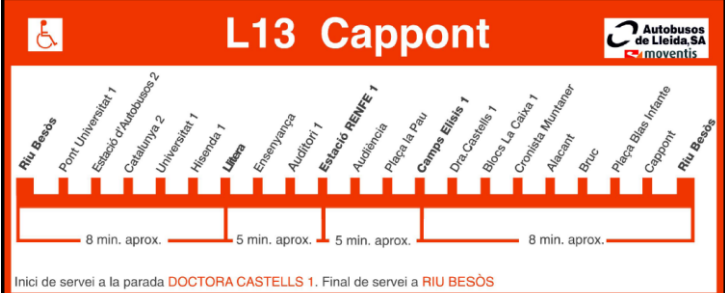 L13 Cappont
Autobusos
de Lleida,SA
moventis
Riu Besòs
Pont Universitat 1
Estació d'Autobusos 2
Catalunya 2
Universitat 1
Hisenda 1
Llitera
Ensenyança
Auditori 1
Estació RENFE 1
Audiència
Plaça la Pau
Camps Elisis 1
Dra.Castells 1
Blocs La Caixa 1
Cronista Muntaner
Alacant
Bruc
Plaça Blas Infante
Cappont
Riu Besòs
8 min. aprox.
5 min. aprox.
5 min. aprox.
8 min. aprox.
Inici de servei a la parada DOCTORA CASTELLS 1. Final de servei a RIU BESÒS